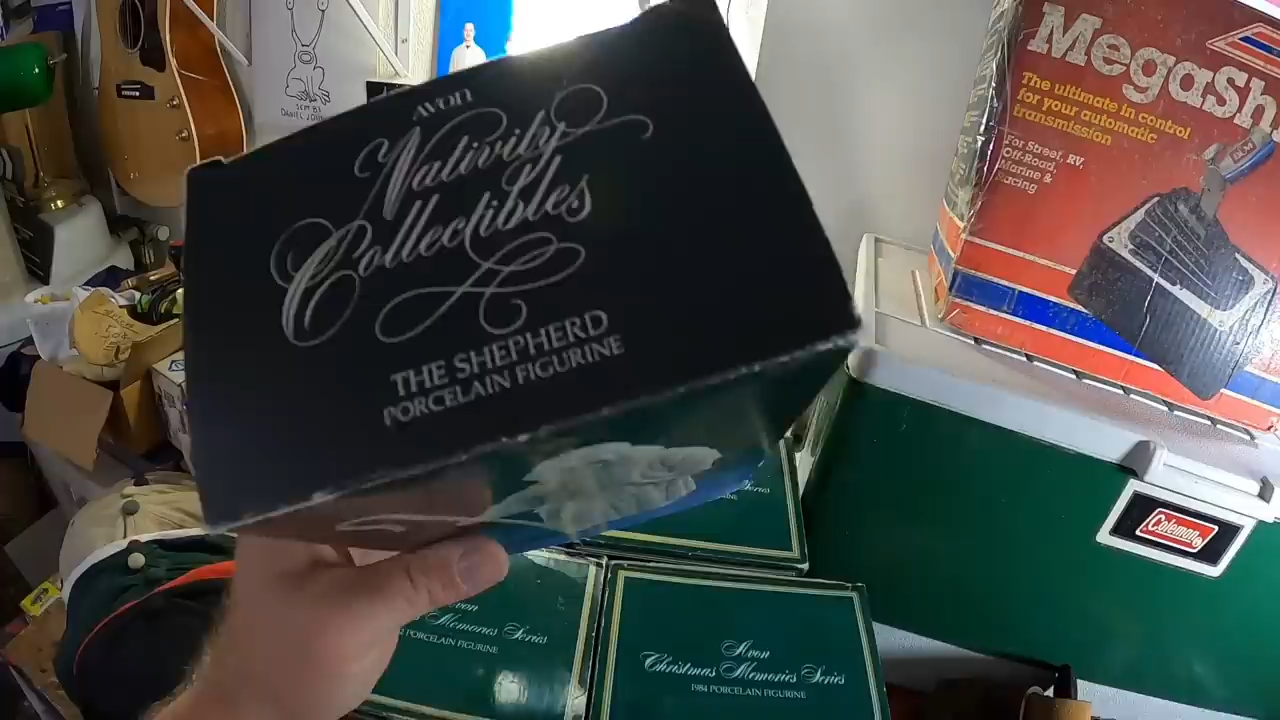 AVON
Nativity
Collectibles
THE SHEPHERD
PORCELAIN FIGURINE
MegaSh
The ultimate in control
for your automatic
transmission
For Street, RV,
Off-Road,
Marine &
Racing
Coleman
Series
Avon
Memories Series
PORCELAIN FIGURINE
Avon
Christmas Memories Series
1984 PORCELAIN FIGURINE